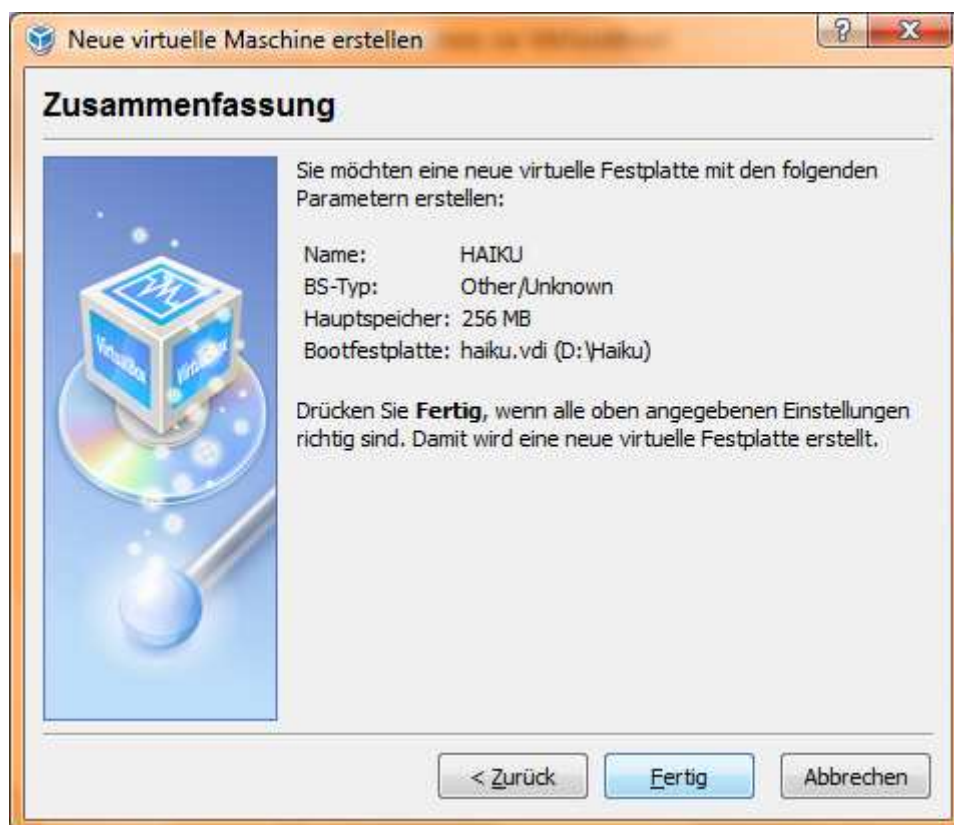 Neue virtuelle Maschine erstellen
Zusammenfassung
Sie möchten eine neue virtuelle Festplatte mit den folgenden
Parametern erstellen:
Name: HAIKU
BS-Typ: Other/Unknown
Hauptspeicher: 256 MB
Bootfestplatte: haiku.vdi (D:\Haiku)
Drücken Sie Fertig, wenn alle oben angegebenen Einstellungen
richtig sind. Damit wird eine neue virtuelle Festplatte erstellt.
VirtualBox
< Zurück Fertig Abbrechen